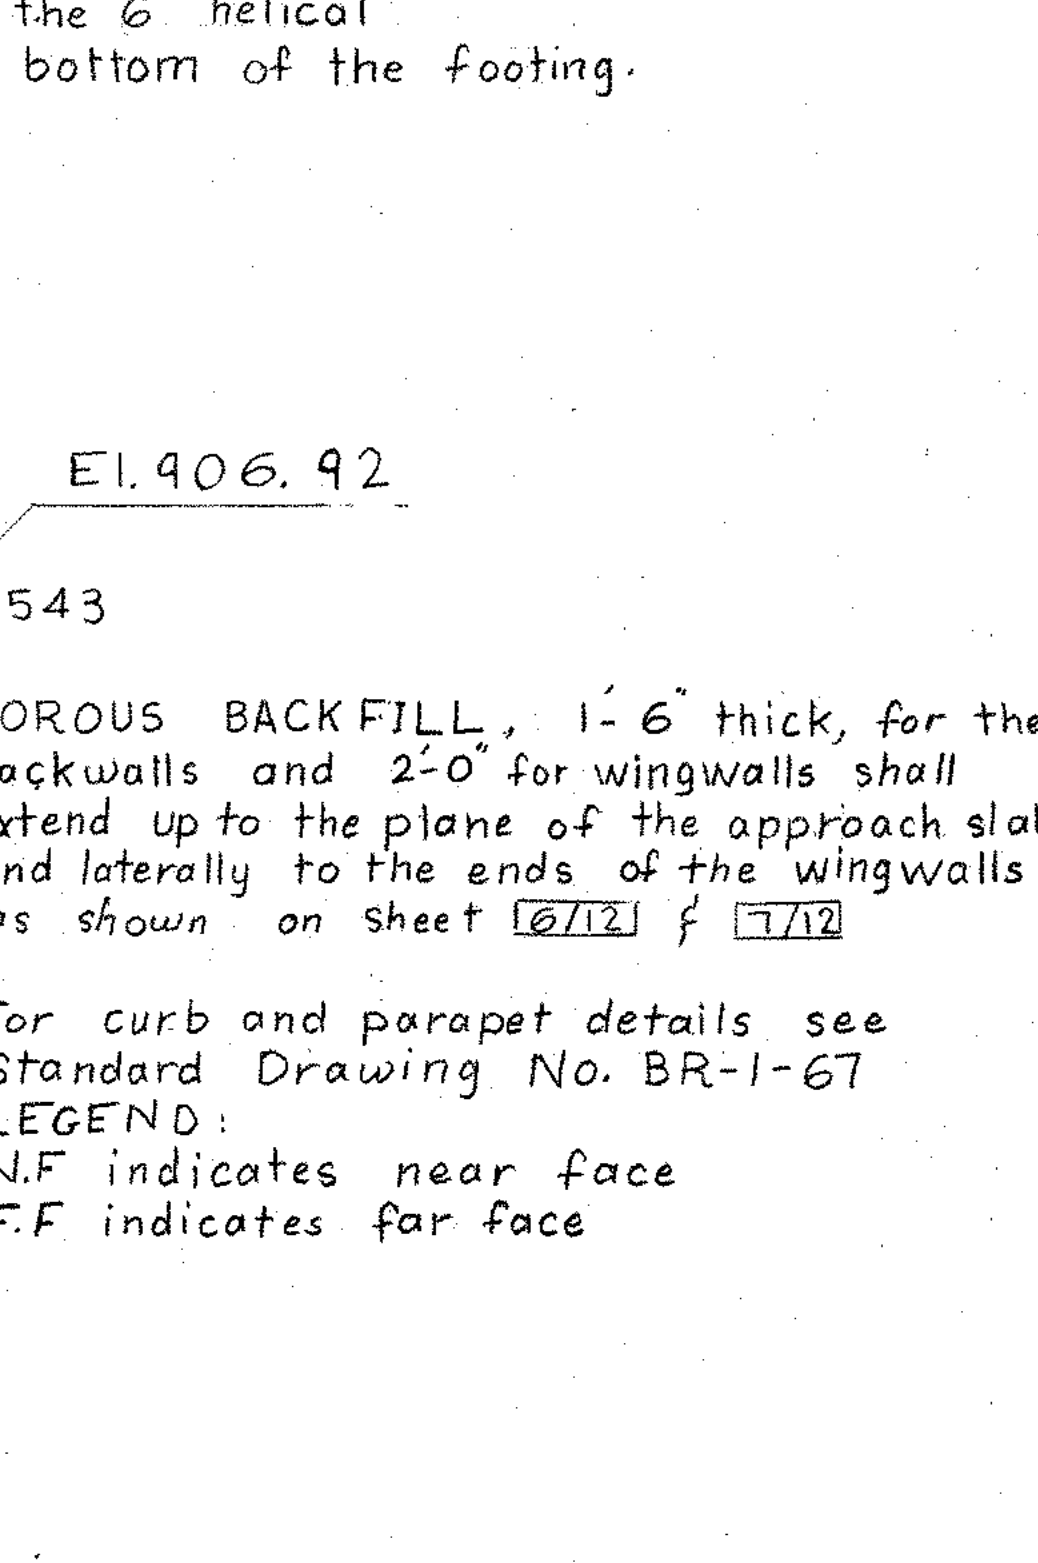 the 6 helical
bottom of the footing.
El. 906.92
543
OROUS BACKFILL, 1'-6" thick, for the
ackwalls and 2'-0" for wingwalls shall
xtend up to the plane of the approach sla
nd laterally to the ends of the wingwalls
s shown on sheet 6/12 & 7/12
or curb and parapet details see
Standard Drawing No. BR-1-67
LEGEND:
N.F indicates near face
F.F indicates far face